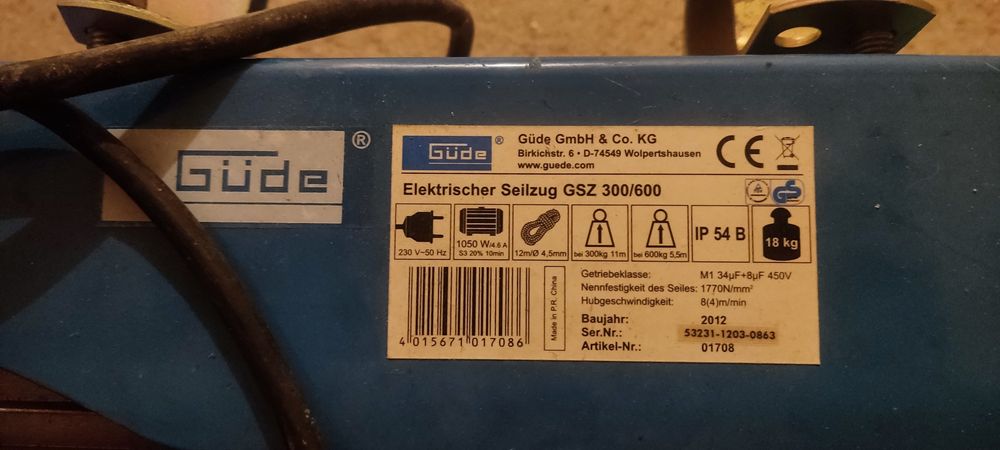 Güde ®
Güde ®
Güde GmbH & Co. KG
Birkichstr. 6 • D-74549 Wolpertshausen
www.guede.com
CE
Elektrischer Seilzug GSZ 300/600
GS
230 V~50 Hz
1050 W/4.6 A
S3 20% 10min
12m/Ø 4,5mm
bei 300kg 11m
bei 600kg 5,5m
IP 54 B
18 kg
4 015671 017086
Made in P.R. China
Getriebeklasse: M1 34µF+8µF 450V
Nennfestigkeit des Seiles: 1770N/mm²
Hubgeschwindigkeit: 8(4)m/min
Baujahr: 2012
Ser.Nr.: 53231-1203-0863
Artikel-Nr.: 01708